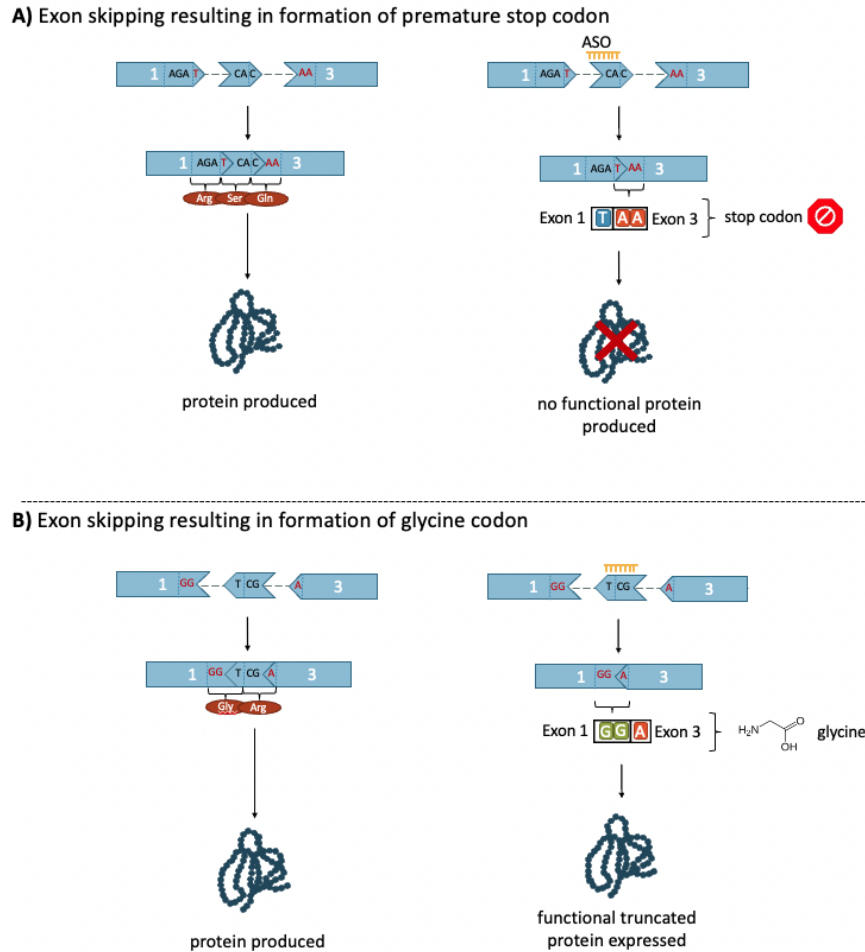 A) Exon skipping resulting in formation of premature stop codon
ASO
1 AGA T CA C AA 3
1 AGA T CA C AA 3
1 AGA T CA C AA 3
1 AGA T AA 3
Arg Ser Gln
Exon 1 T A A Exon 3 stop codon
protein produced
no functional protein
produced
B) Exon skipping resulting in formation of glycine codon
1 GG T CG A 3
1 GG T CG A 3
1 GG T CG A 3
1 GG A 3
Gly Arg
Exon 1 G G A Exon 3 H₂N O OH glycine
protein produced
functional truncated
protein expressed